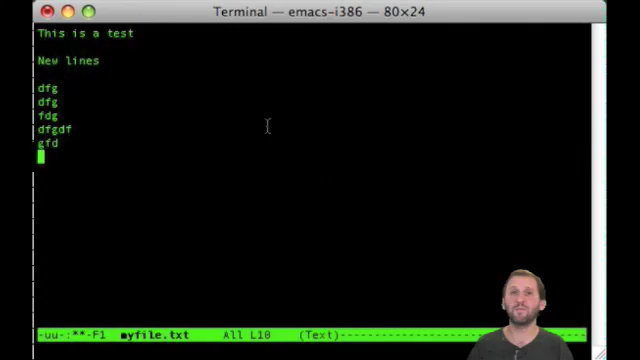 Terminal — emacs-i386 — 80×24
This is a test
New lines
dfg
dfg
fdg
dfgdf
gfd
-uu-:**-F1 myfile.txt All L10 (Text)